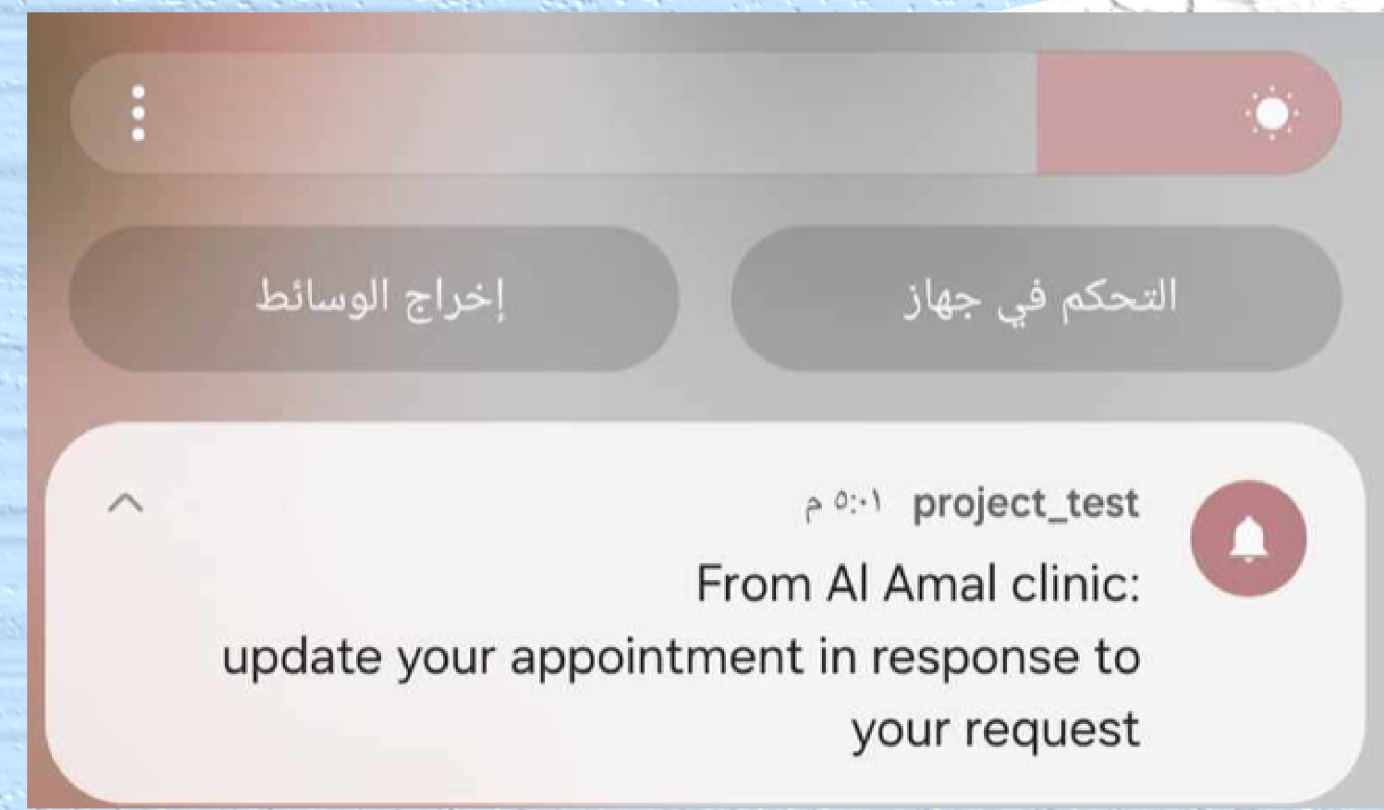 التحكم في جهاز
إخراج الوسائط
project_test ٥:٠١ م
From Al Amal clinic:
update your appointment in response to
your request